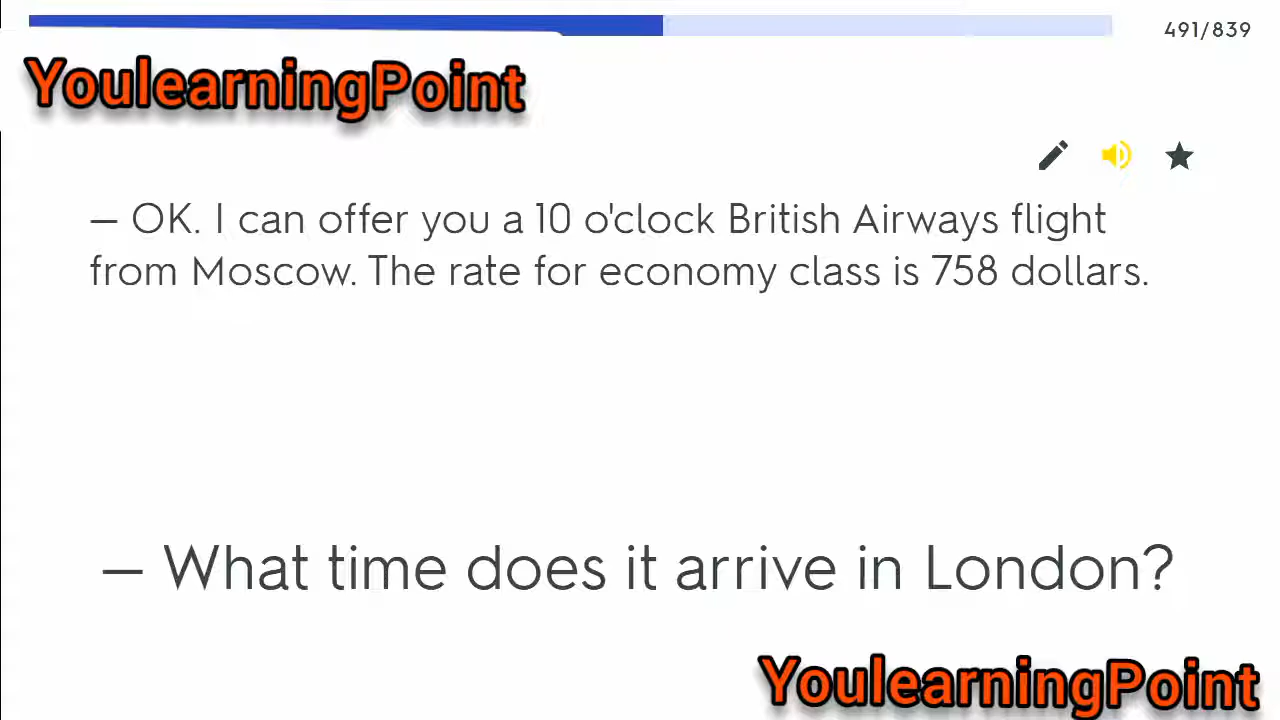 491/839
YoulearningPoint
– OK. I can offer you a 10 o'clock British Airways flight
from Moscow. The rate for economy class is 758 dollars.
– What time does it arrive in London?
YoulearningPoint